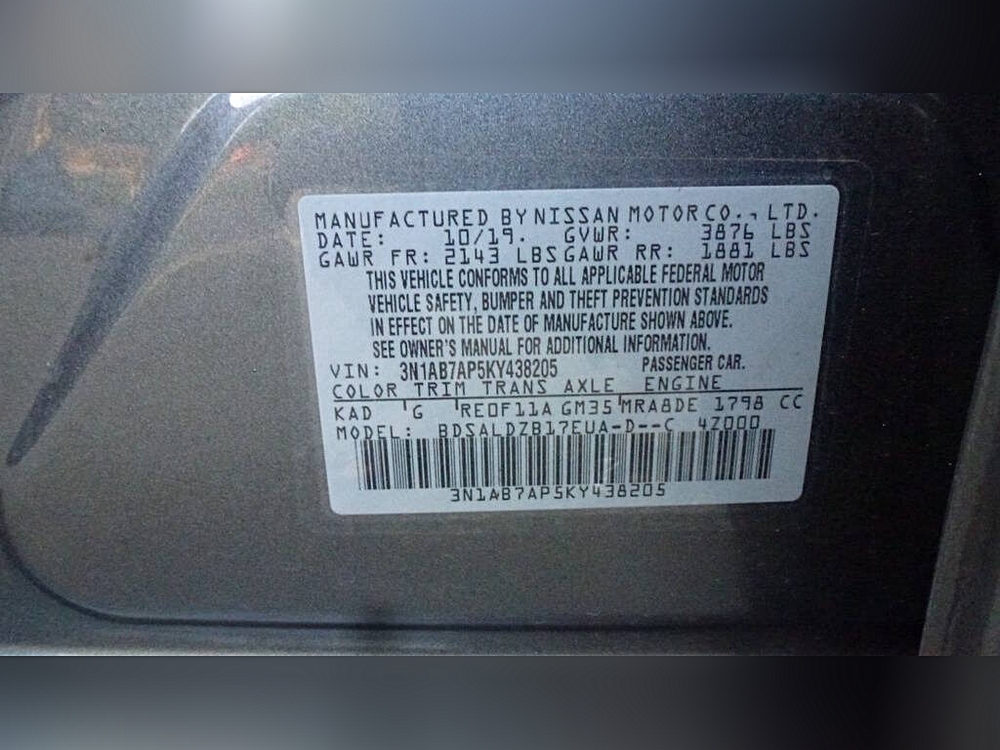 MANUFACTURED BY NISSAN MOTOR CO., LTD.
DATE: 10/19. GVWR: 3876 LBS
GAWR FR: 2143 LBS GAWR RR: 1881 LBS
THIS VEHICLE CONFORMS TO ALL APPLICABLE FEDERAL MOTOR
VEHICLE SAFETY, BUMPER AND THEFT PREVENTION STANDARDS
IN EFFECT ON THE DATE OF MANUFACTURE SHOWN ABOVE.
SEE OWNER'S MANUAL FOR ADDITIONAL INFORMATION.
VIN: 3N1AB7AP5KY438205 PASSENGER CAR.
COLOR TRIM TRANS AXLE ENGINE
KAD G RE0F11A GM35 MRA8DE 1798 CC
MODEL: BDSALDZB17EUA-D--C 4Z000
3N1AB7AP5KY438205